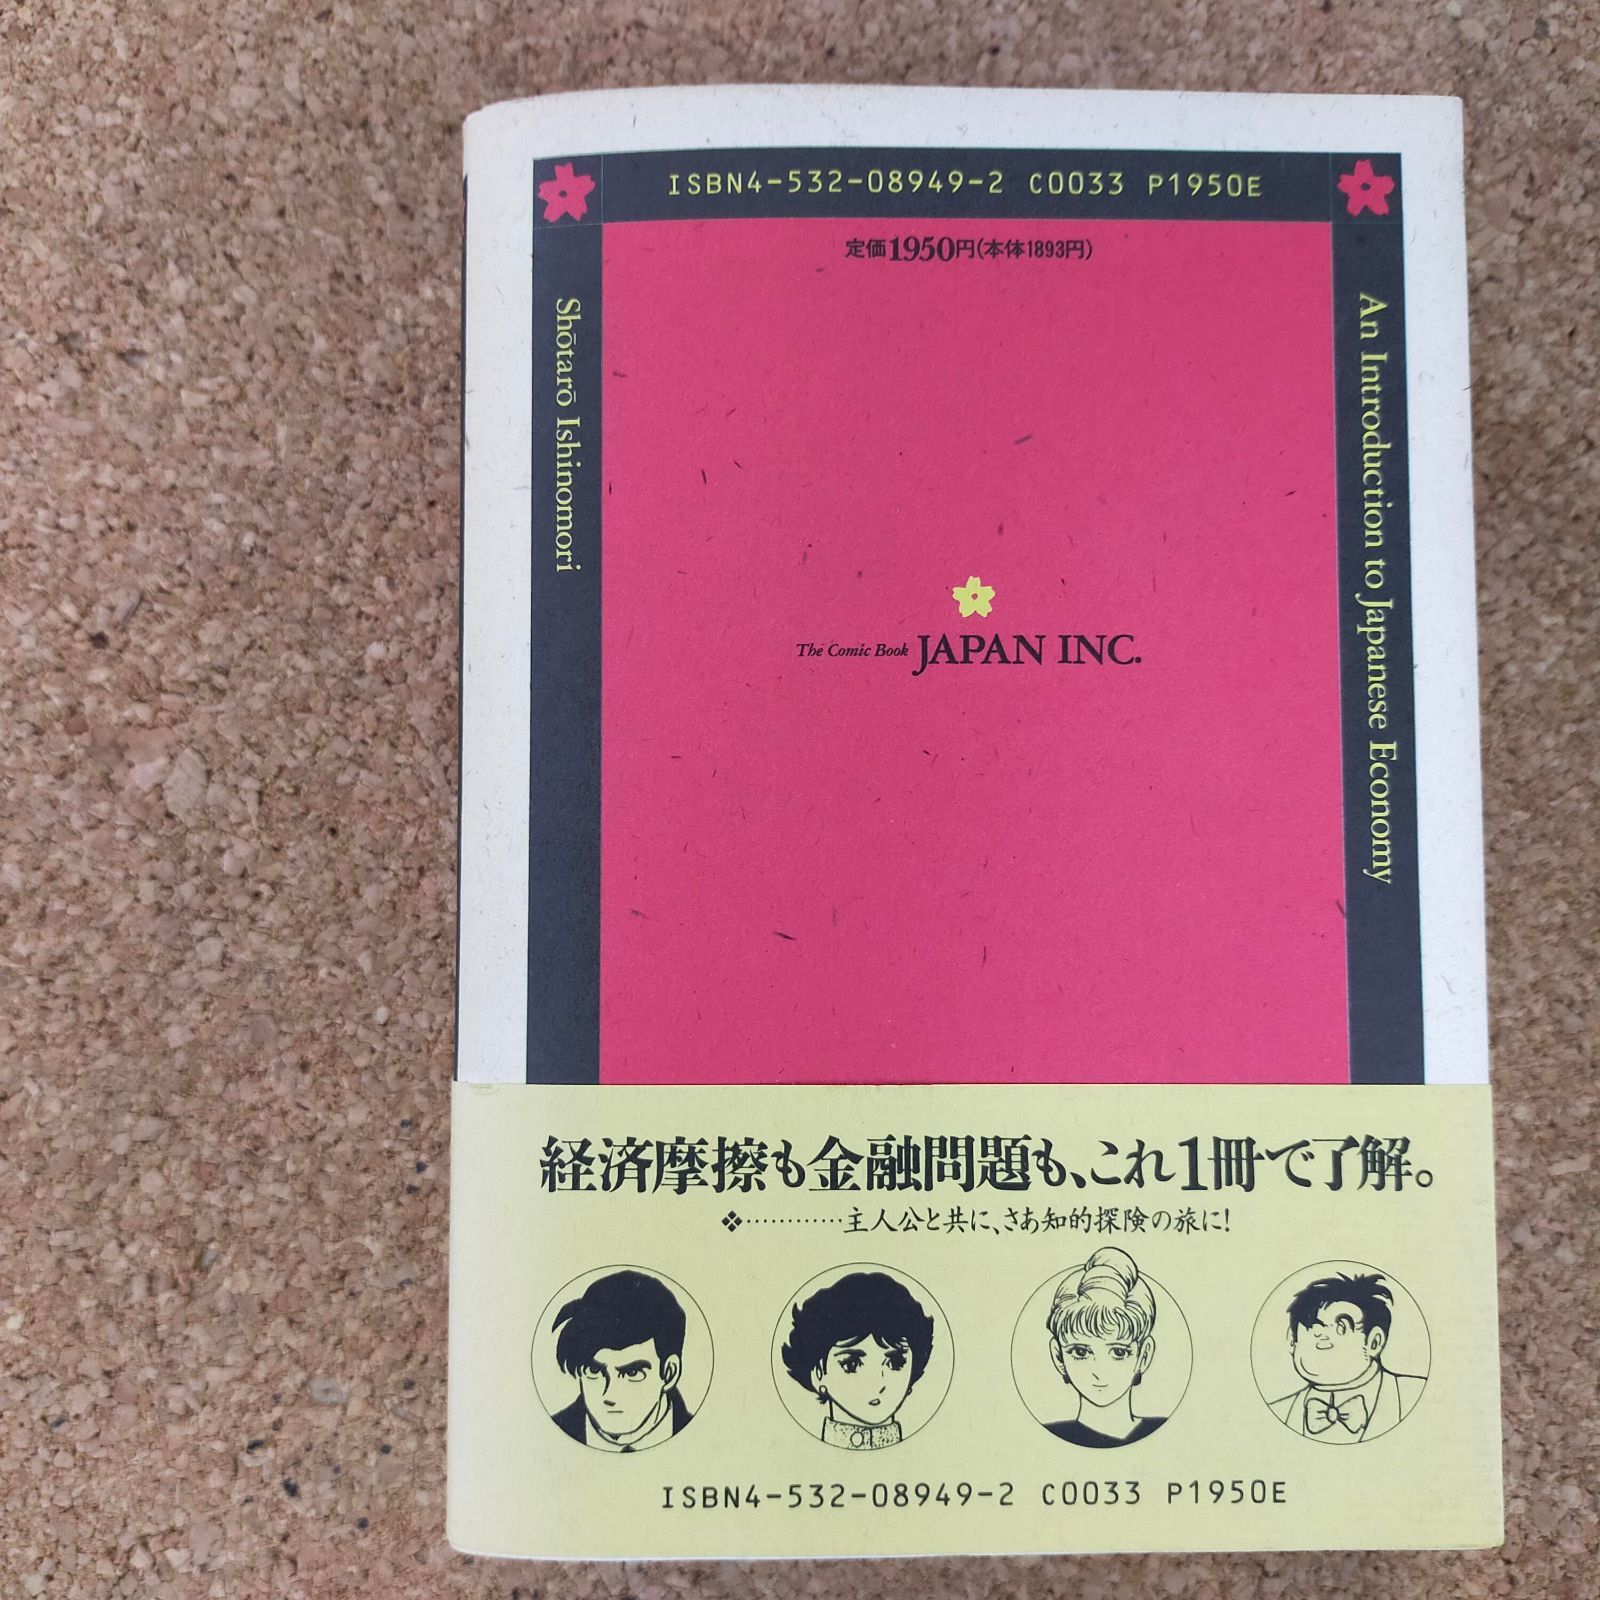 ISBN4-532-08949-2 C0033 P1950E
定価1950円(本体1893円)
Shōtarō Ishinomori
An Introduction to Japanese Economy
The Comic Book JAPAN INC.
経済摩擦も金融問題も、これ1冊で了解。
❖…………主人公と共に、さあ知的探険の旅に!
ISBN4-532-08949-2 C0033 P1950E